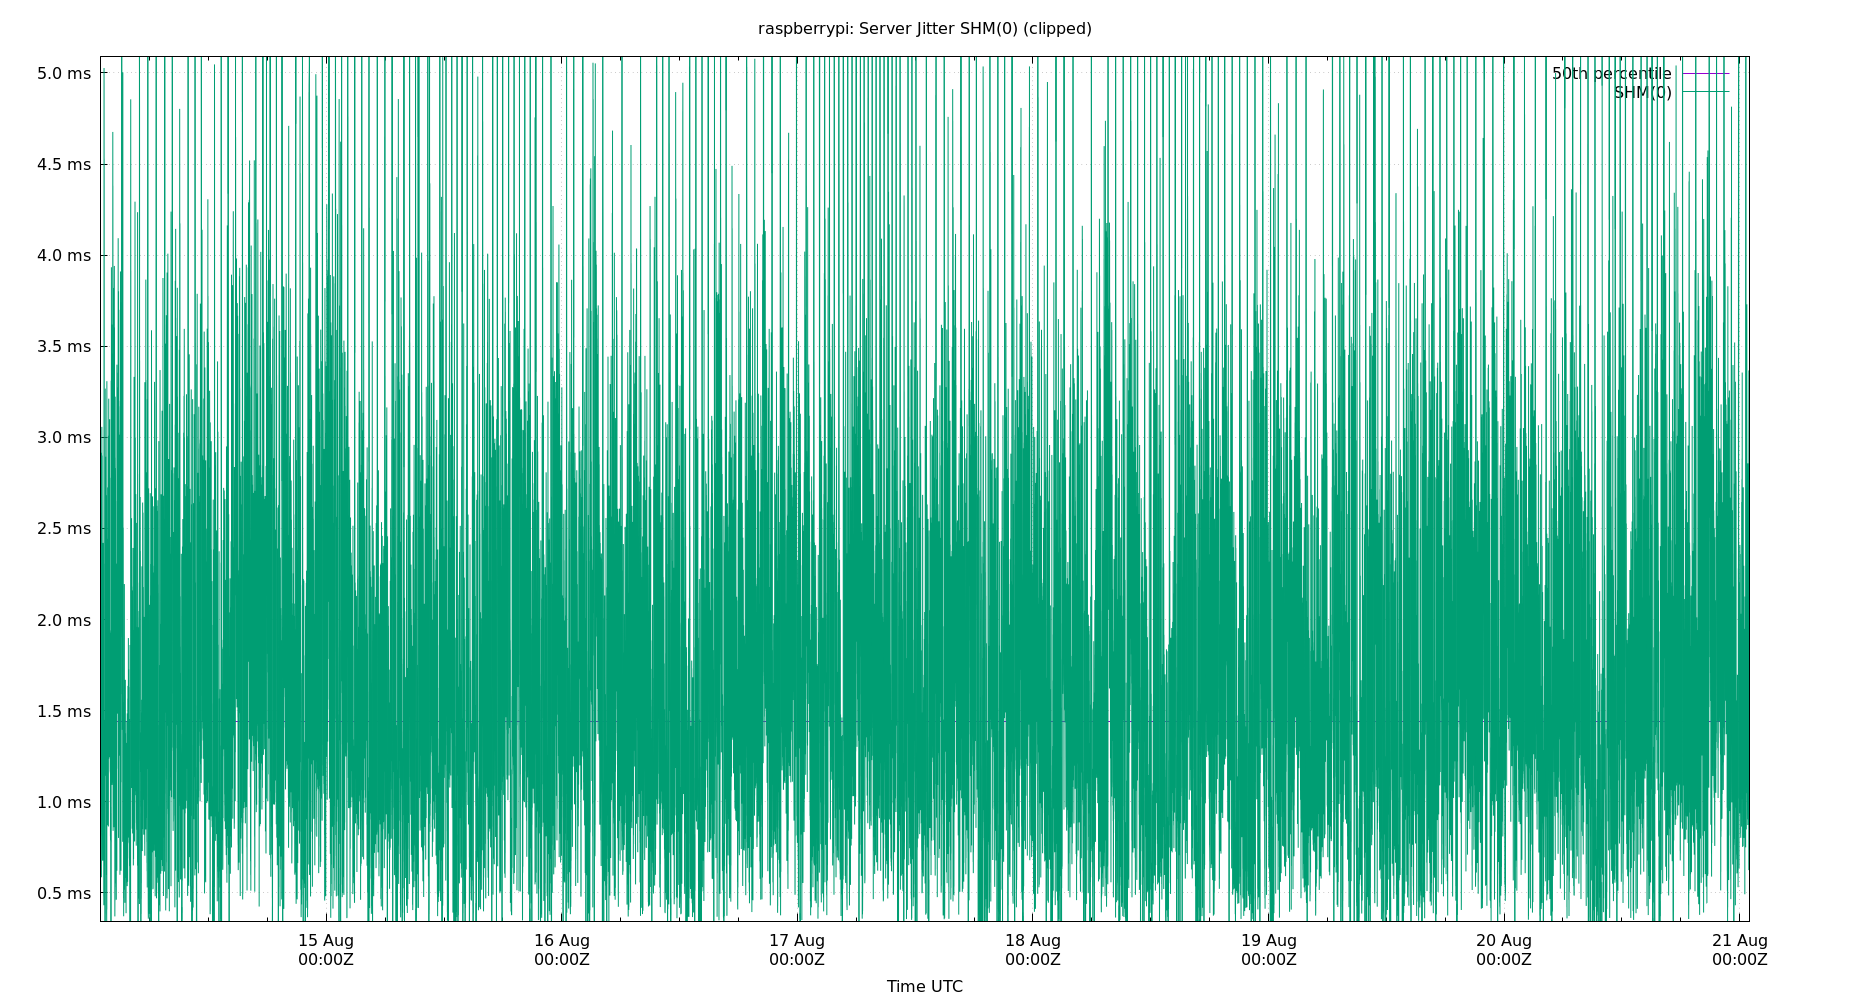 raspberrypi: Server Jitter SHM(0) (clipped)
5.0 ms
4.5 ms
4.0 ms
3.5 ms
3.0 ms
2.5 ms
2.0 ms
1.5 ms
1.0 ms
0.5 ms
50th percentile
SHM(0)
15 Aug
00:00Z
16 Aug
00:00Z
17 Aug
00:00Z
18 Aug
00:00Z
19 Aug
00:00Z
20 Aug
00:00Z
21 Aug
00:00Z
Time UTC